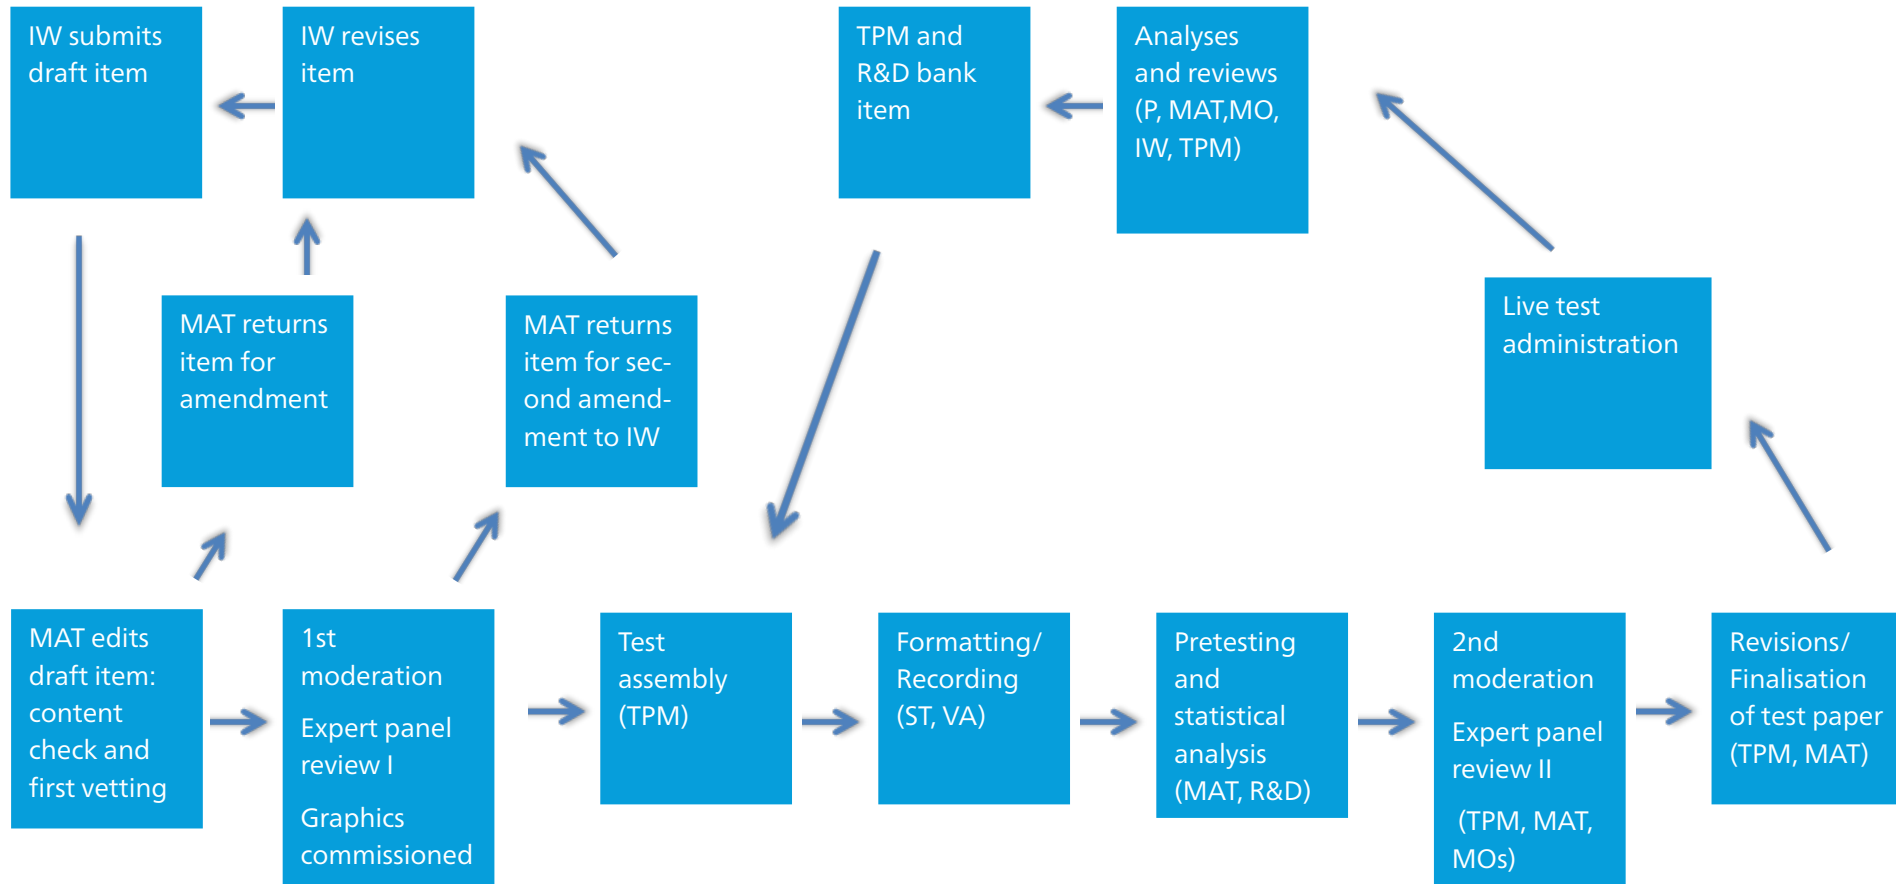 IW submits
draft item
IW revises
item
TPM and
R&D bank
item
Analyses
and reviews
(P, MAT,MO,
IW, TPM)
MAT returns
item for
amendment
MAT returns
item for sec-
ond amend-
ment to IW
Live test
administration
MAT edits
draft item:
content
check and
first vetting
1st
moderation
Expert panel
review I
Graphics
commissioned
Test
assembly
(TPM)
Formatting/
Recording
(ST, VA)
Pretesting
and
statistical
analysis
(MAT, R&D)
2nd
moderation
Expert panel
review II
(TPM, MAT,
MOs)
Revisions/
Finalisation
of test paper
(TPM, MAT)